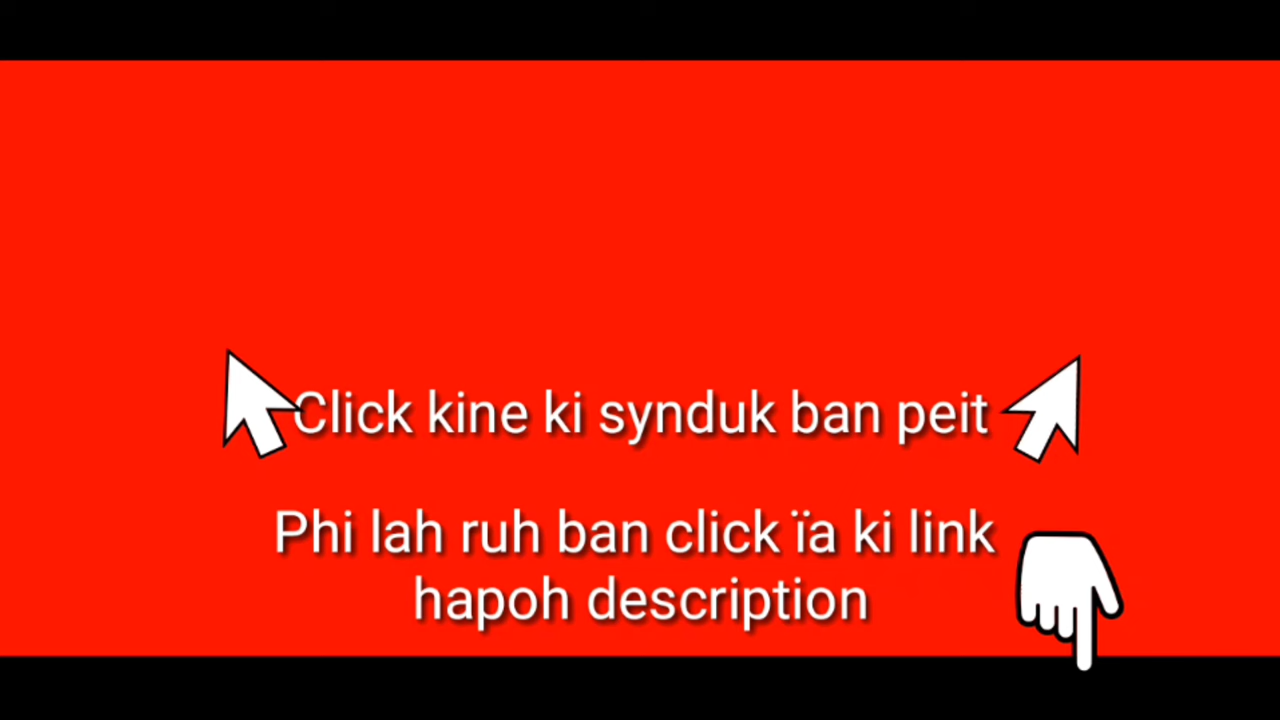 Click kine ki synduk ban peit
Phi lah ruh ban click ïa ki link
hapoh description